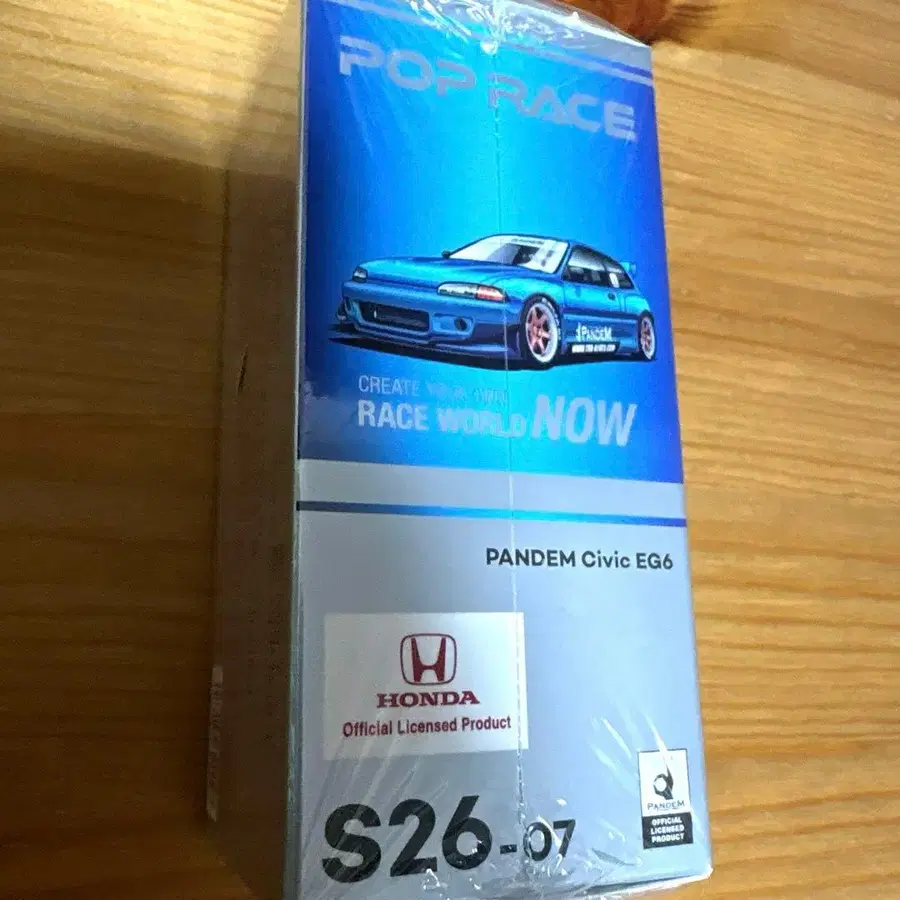 POP RACE
PANDEM
CREATE YOUR OWN
RACE WORLD NOW
PANDEM Civic EG6
HONDA
Official Licensed Product
S26-07
PANDEM
OFFICIAL
LICENSED
PRODUCT